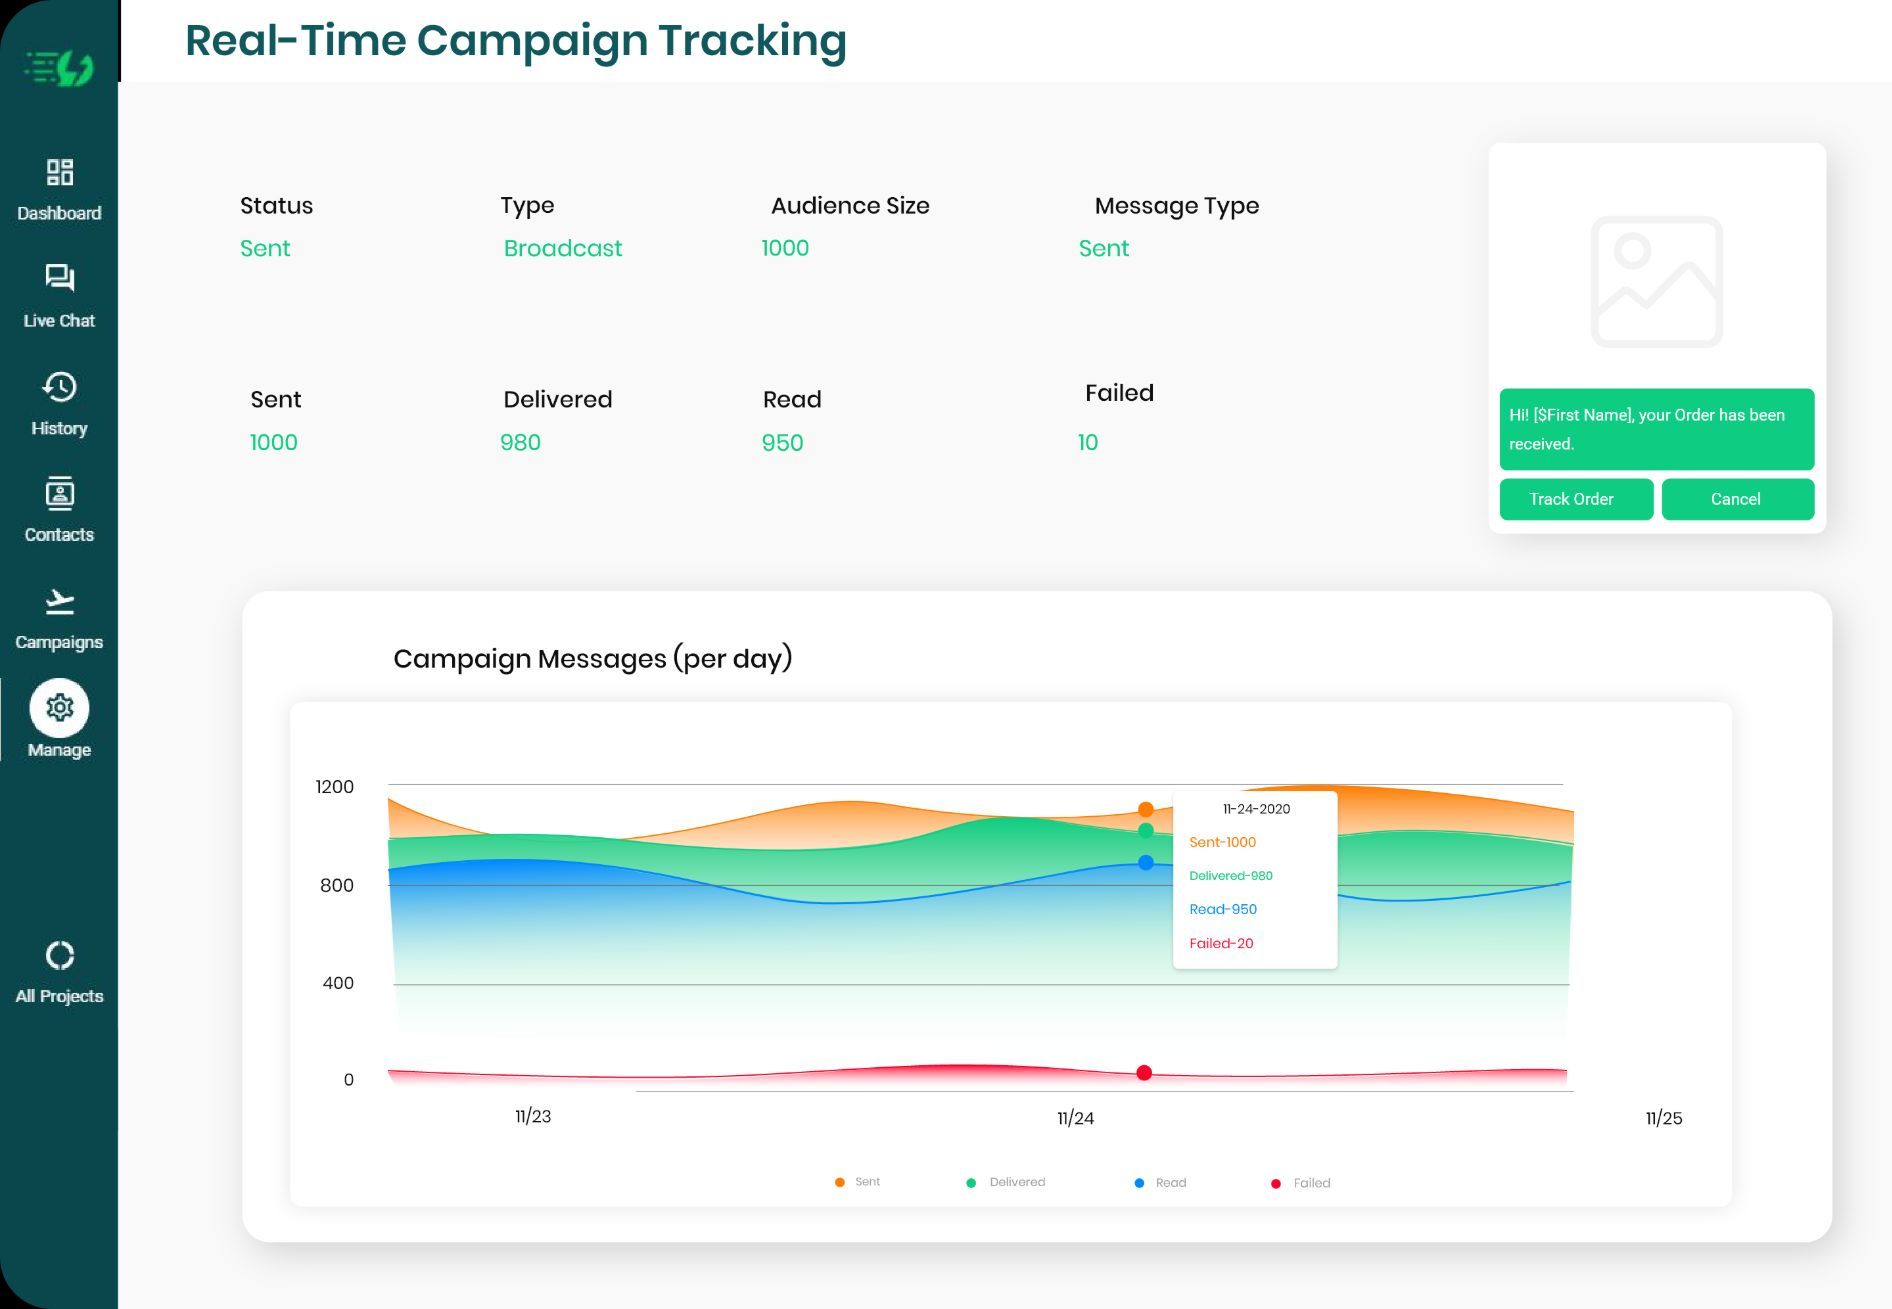 Real-Time Campaign Tracking
Dashboard
Live Chat
History
Contacts
Campaigns
Manage
All Projects
Status
Type
Audience Size
Message Type
Sent
Broadcast
1000
Sent
Sent
Delivered
Read
Failed
1000
980
950
10
Hi! [$First Name], your Order has been
received.
Track Order
Cancel
Campaign Messages (per day)
1200
800
400
0
11-24-2020
Sent-1000
Delivered-980
Read-950
Failed-20
11/23
11/24
11/25
Sent
Delivered
Read
Failed